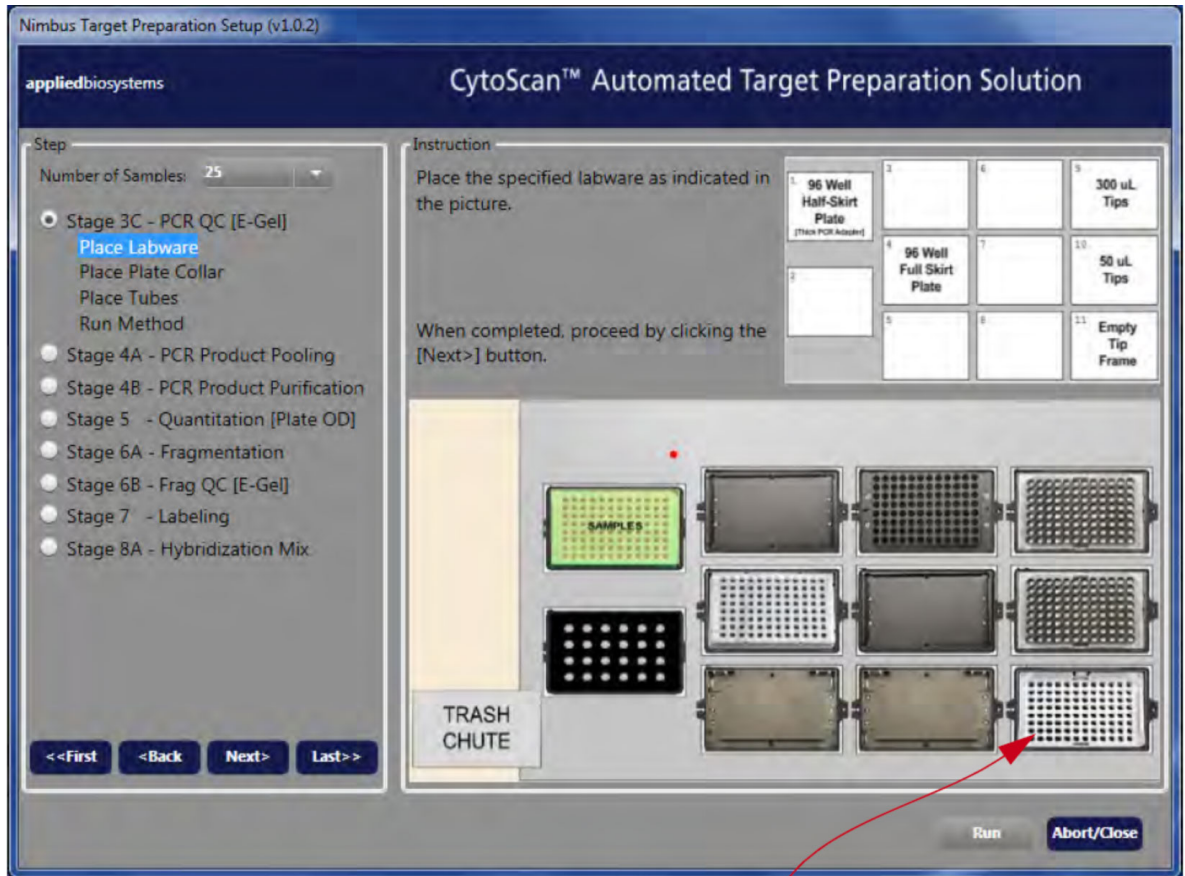 Nimbus Target Preparation Setup (v1.0.2)
appliedbiosystems
CytoScan™ Automated Target Preparation Solution
Step
Number of Samples: 25
Stage 3C - PCR QC [E-Gel]
Place Labware
Place Plate Collar
Place Tubes
Run Method
Stage 4A - PCR Product Pooling
Stage 4B - PCR Product Purification
Stage 5 - Quantitation [Plate OD]
Stage 6A - Fragmentation
Stage 6B - Frag QC [E-Gel]
Stage 7 - Labeling
Stage 8A - Hybridization Mix
<<First
<Back
Next>
Last>>
Instruction
Place the specified labware as indicated in
the picture.
When completed, proceed by clicking the
[Next>] button.
1
96 Well
Half-Skirt
Plate
[Thick PCR Adapter]
2
3
4
96 Well
Full Skirt
Plate
5
6
7
8
9
300 uL
Tips
10
50 uL
Tips
11
Empty
Tip
Frame
SAMPLES
TRASH
CHUTE
Run
Abort/Close